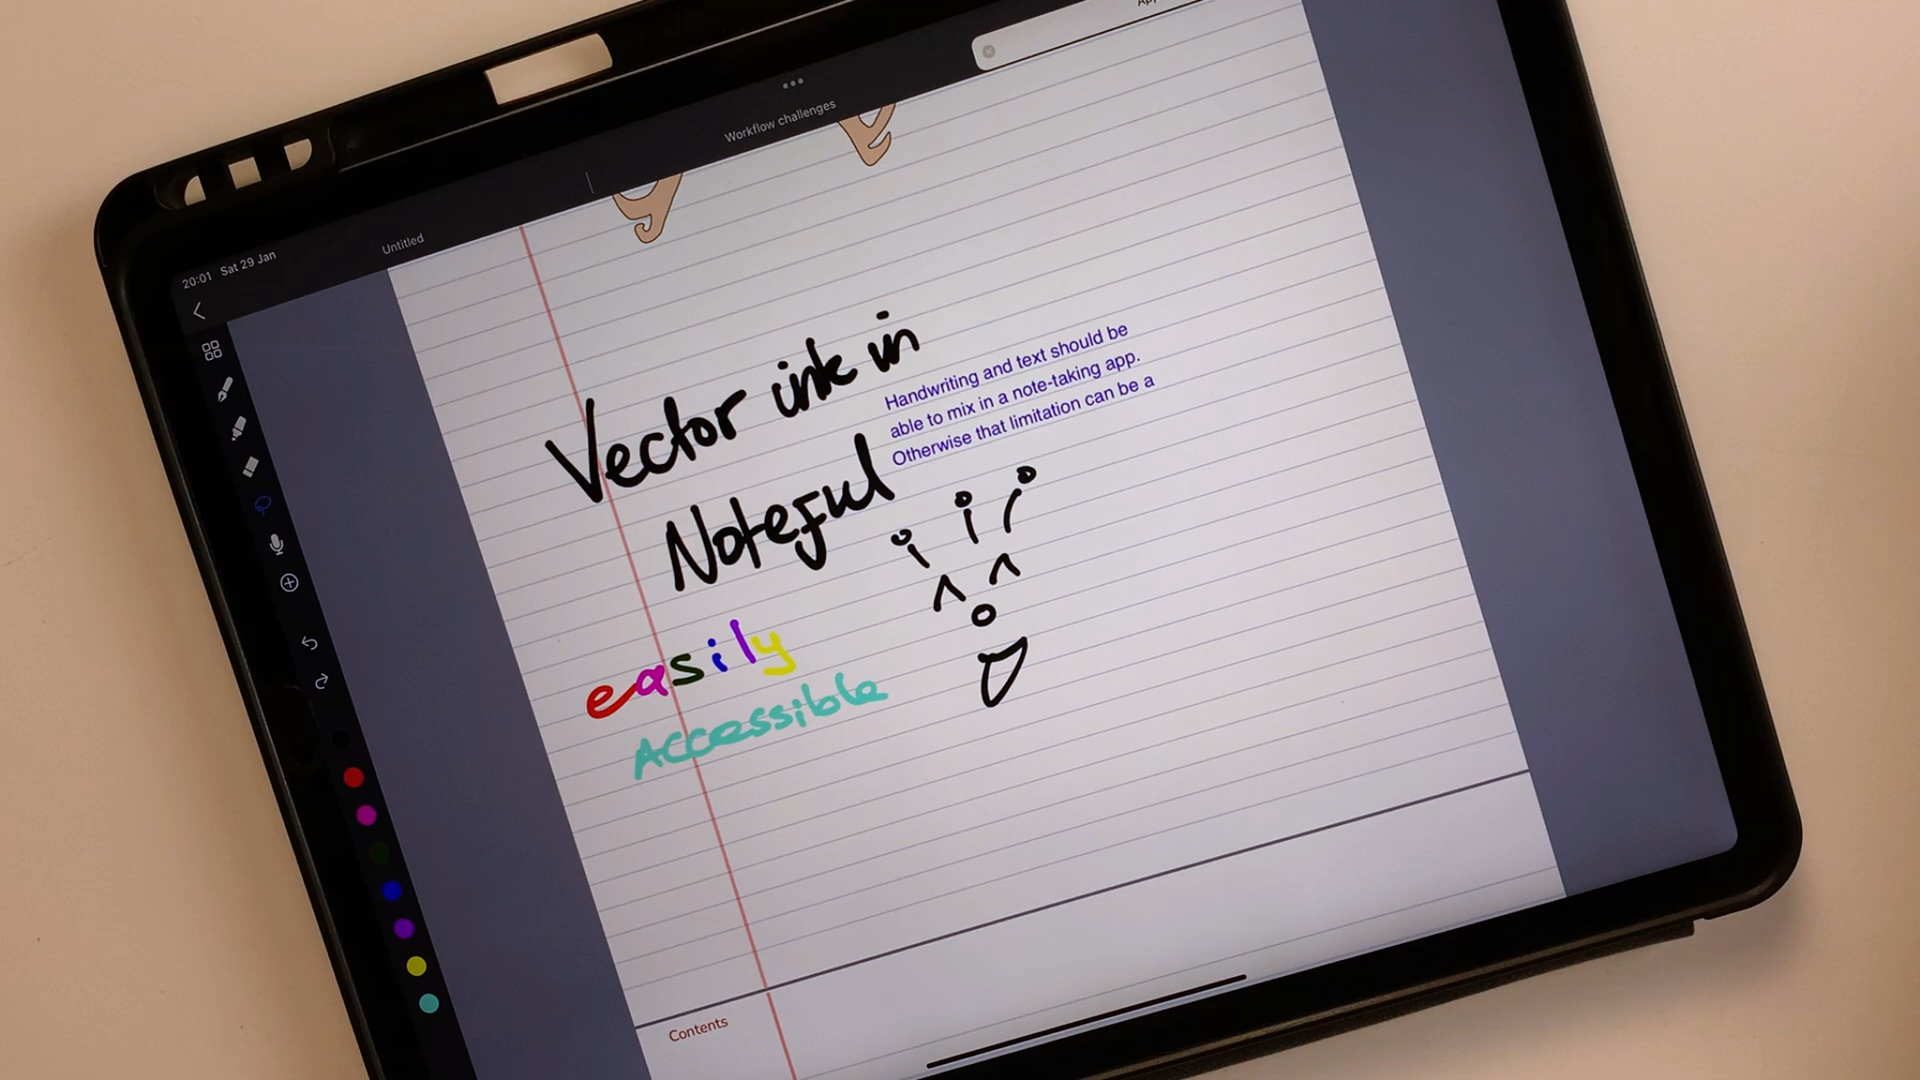 20:01 Sat 29 Jan
Untitled
Workflow challenges
Vector ink in
Noteful
Handwriting and text should be
able to mix in a note-taking app.
Otherwise that limitation can be a
easily
Accessible
Contents